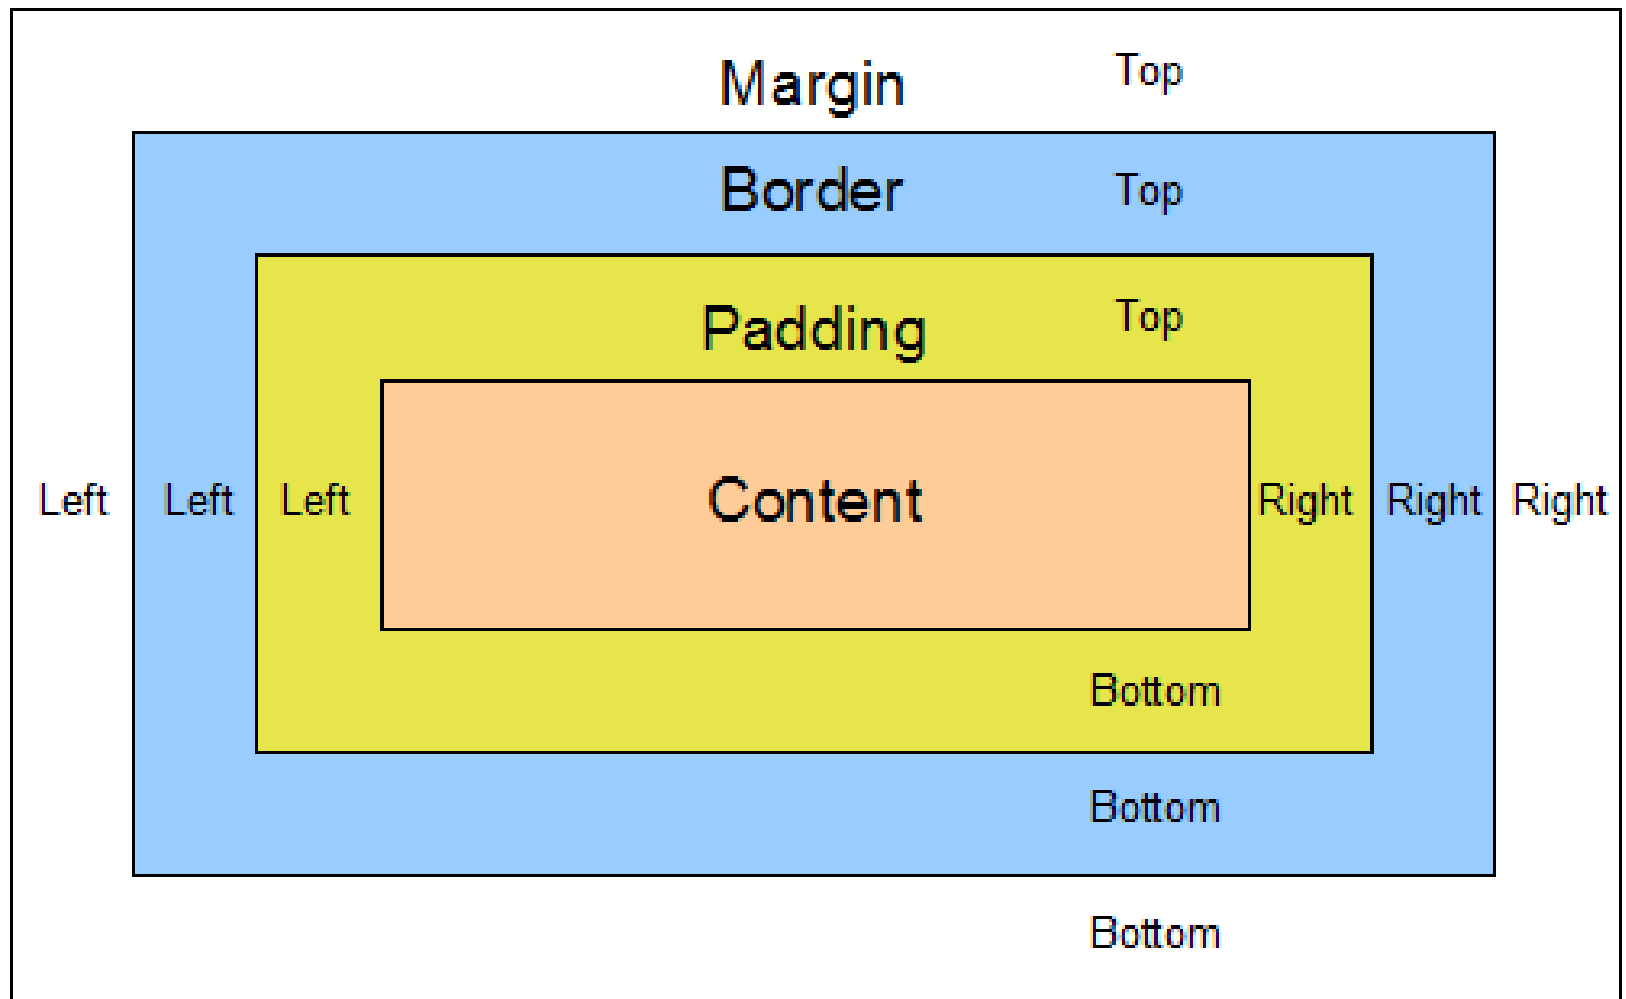 Margin Top
Border Top
Padding Top
Left Left Left Content Right Right Right
Bottom
Bottom
Bottom